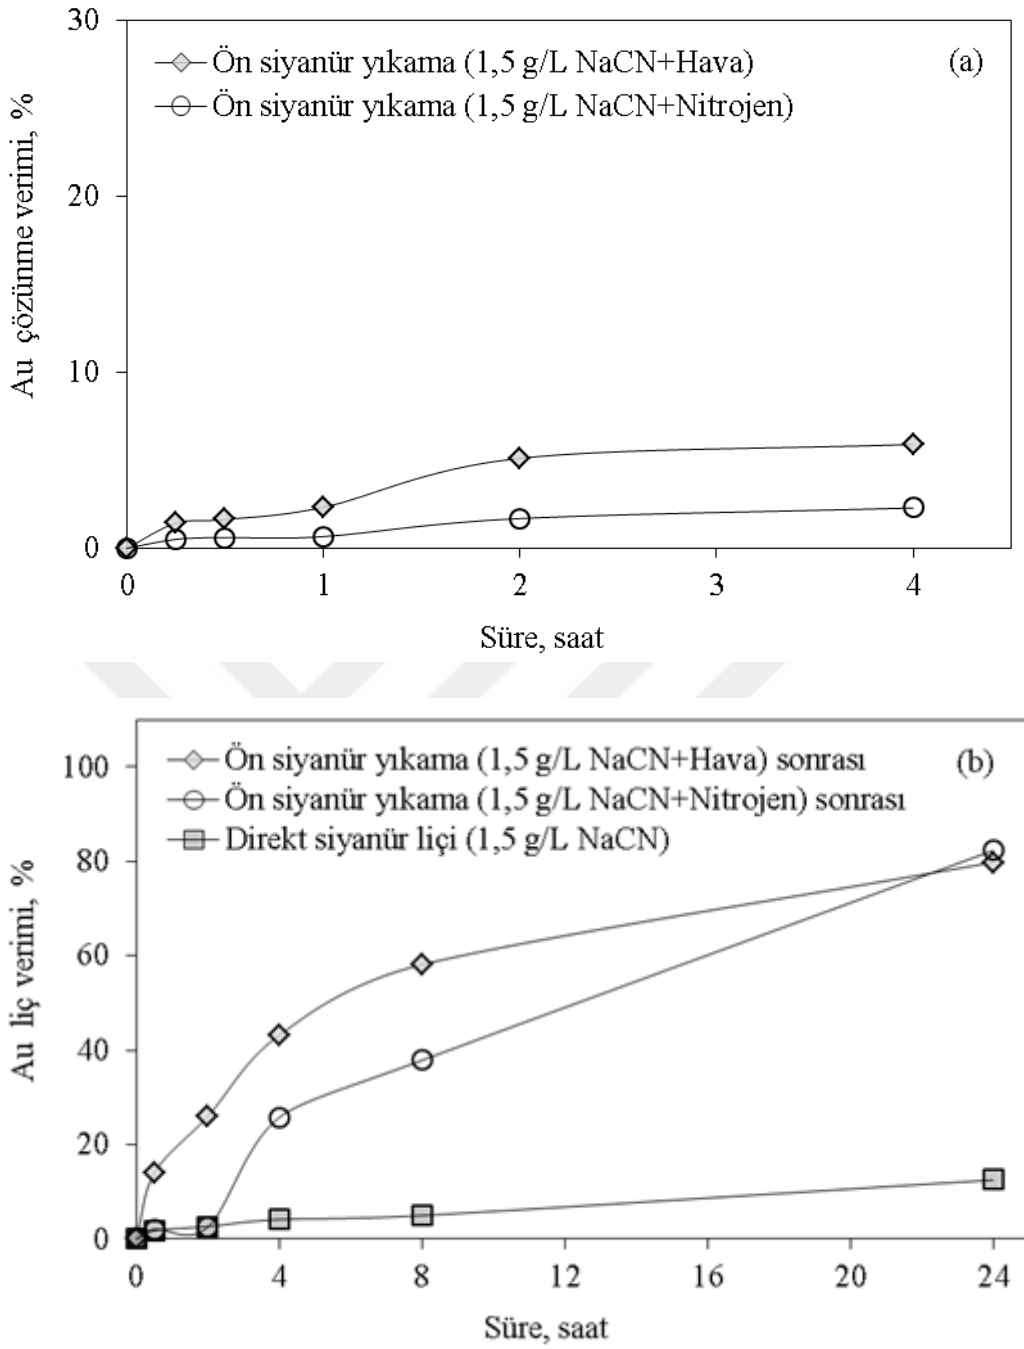 30
Ön siyanür yıkama (1,5 g/L NaCN+Hava)
(a)
Ön siyanür yıkama (1,5 g/L NaCN+Nitrojen)
20
10
0
Au çözünme verimi, %
0 1 2 3 4
Süre, saat
Ön siyanür yıkama (1,5 g/L NaCN+Hava) sonrası
(b)
Ön siyanür yıkama (1,5 g/L NaCN+Nitrojen) sonrası
Direkt siyanür liçi (1,5 g/L NaCN)
100
80
60
40
20
0
Au liç verimi, %
0 4 8 12 16 20 24
Süre, saat